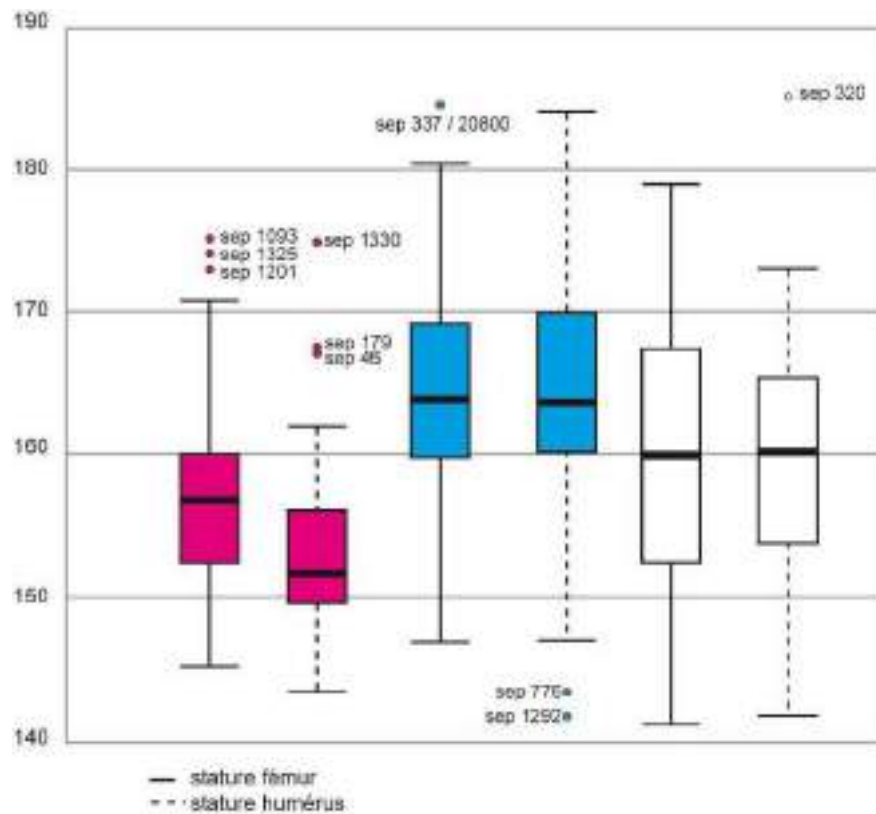 190
sep 320
sep 337 / 20800
180
sep 1093
sep 1325
sep 1201
sep 1330
170
sep 179
sep 45
160
150
sep 776
sep 1292
140
stature fémur
stature humérus